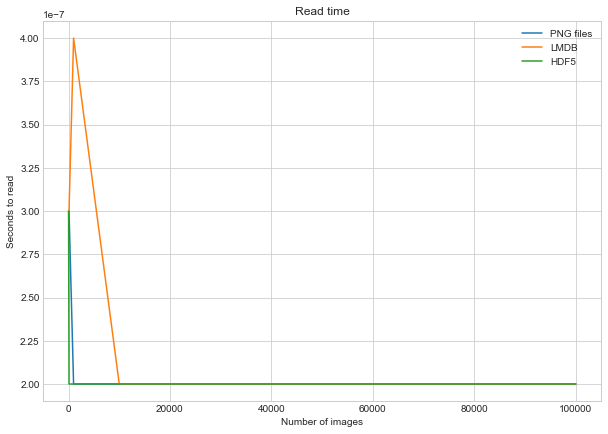 Read time
1e−7
PNG files
LMDB
HDF5
4.00
3.75
3.50
3.25
3.00
2.75
2.50
2.25
2.00
Seconds to read
0 20000 40000 60000 80000 100000
Number of images